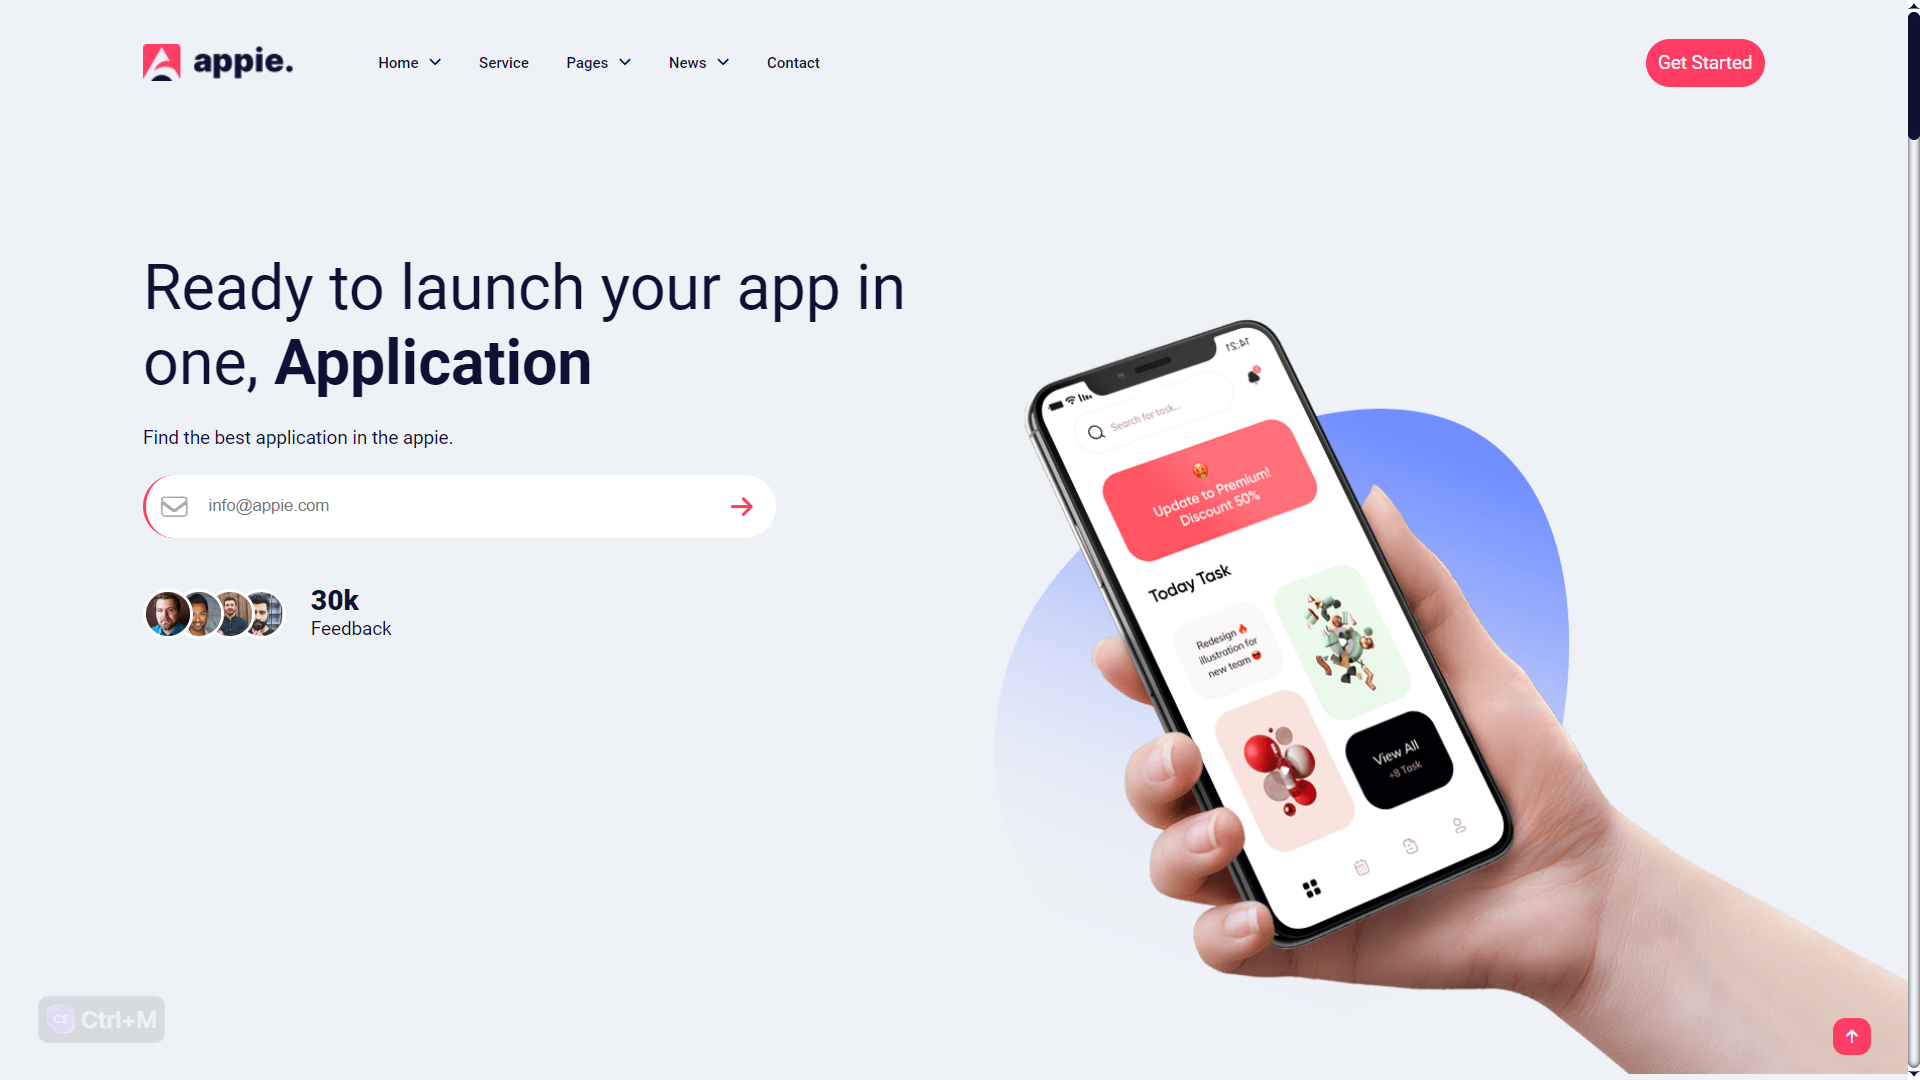 appie.
Home
Service
Pages
News
Contact
Get Started
Ready to launch your app in
one, Application
Find the best application in the appie.
info@appie.com
30k
Feedback
14:21
Search for task...
Update to Premium!
Discount 50%
Today Task
Redesign 🔥
illustration for
new team 😎
View All
+8 Task
CS Ctrl+M